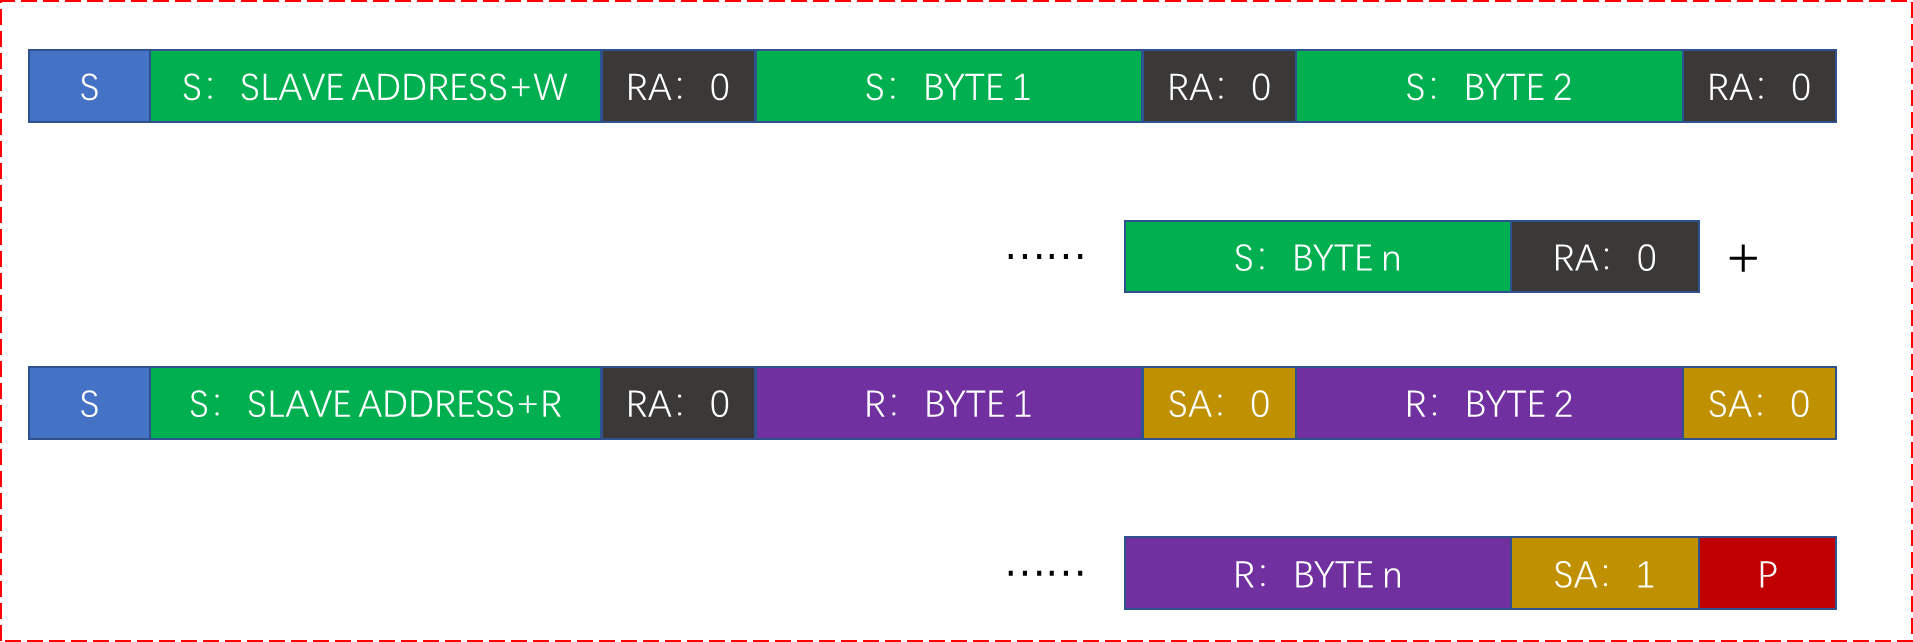 S S： SLAVE ADDRESS+W RA： 0 S： BYTE 1 RA： 0 S： BYTE 2 RA： 0
…… S： BYTE n RA： 0 +
S S： SLAVE ADDRESS+R RA： 0 R： BYTE 1 SA： 0 R： BYTE 2 SA： 0
…… R： BYTE n SA： 1 P